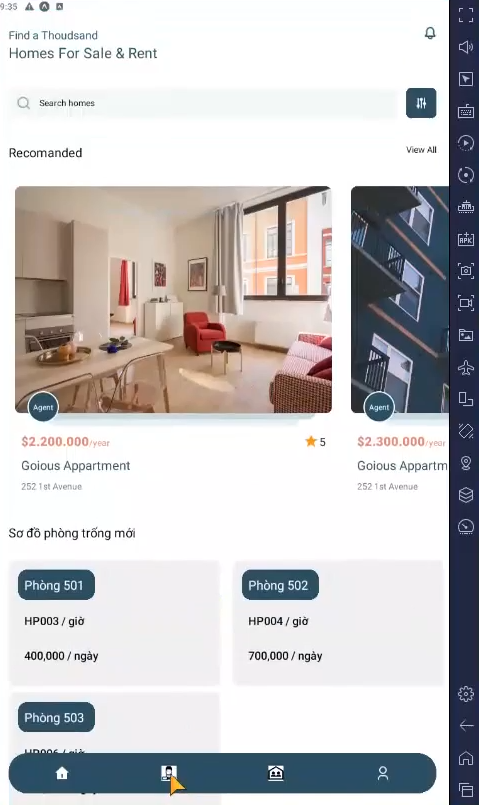 9:35
Find a Thoudsand
Homes For Sale & Rent
Search homes
Recomanded
View All
Agent
Agent
$2.200.000/year
5
$2.300.000/year
Goious Appartment
Goious Appartm
252 1st Avenue
252 1st Avenue
Sơ đồ phòng trống mới
Phòng 501
Phòng 502
HP003 / giờ
HP004 / giờ
400,000 / ngày
700,000 / ngày
Phòng 503
HP006 / giờ